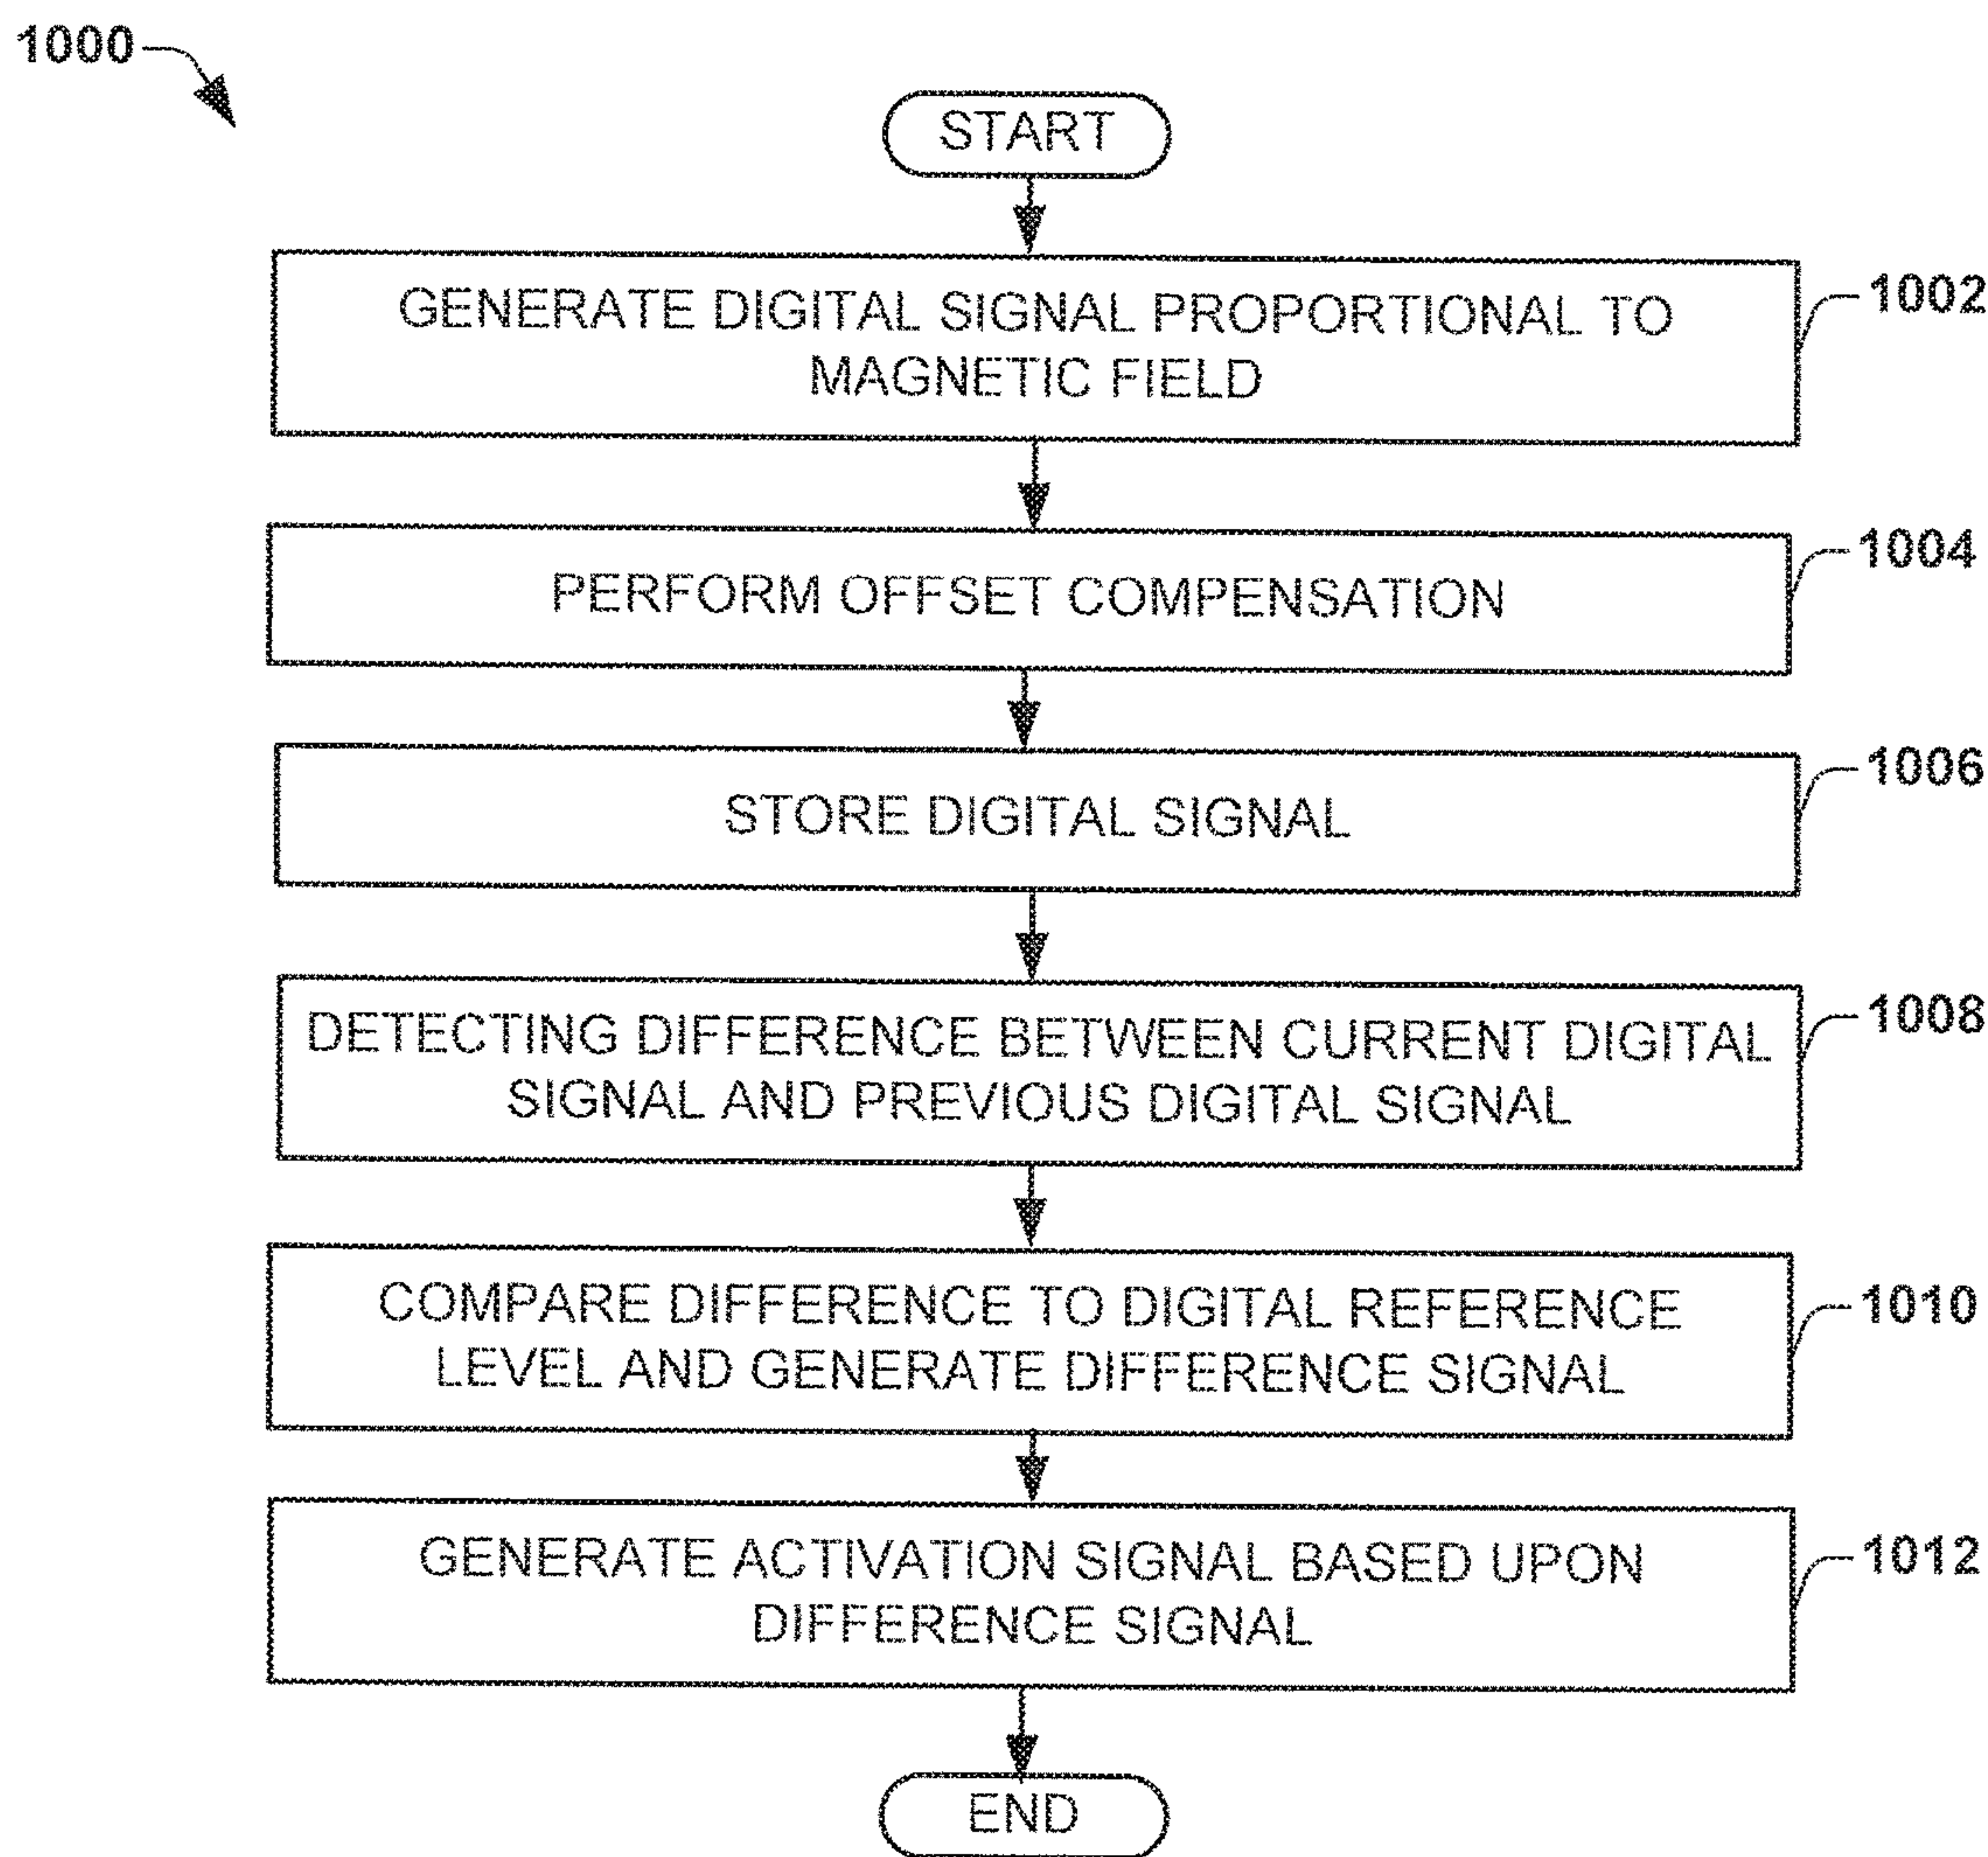 1000
START
GENERATE DIGITAL SIGNAL PROPORTIONAL TO
MAGNETIC FIELD
1002
PERFORM OFFSET COMPENSATION
1004
STORE DIGITAL SIGNAL
1006
DETECTING DIFFERENCE BETWEEN CURRENT DIGITAL
SIGNAL AND PREVIOUS DIGITAL SIGNAL
1008
COMPARE DIFFERENCE TO DIGITAL REFERENCE
LEVEL AND GENERATE DIFFERENCE SIGNAL
1010
GENERATE ACTIVATION SIGNAL BASED UPON
DIFFERENCE SIGNAL
1012
END